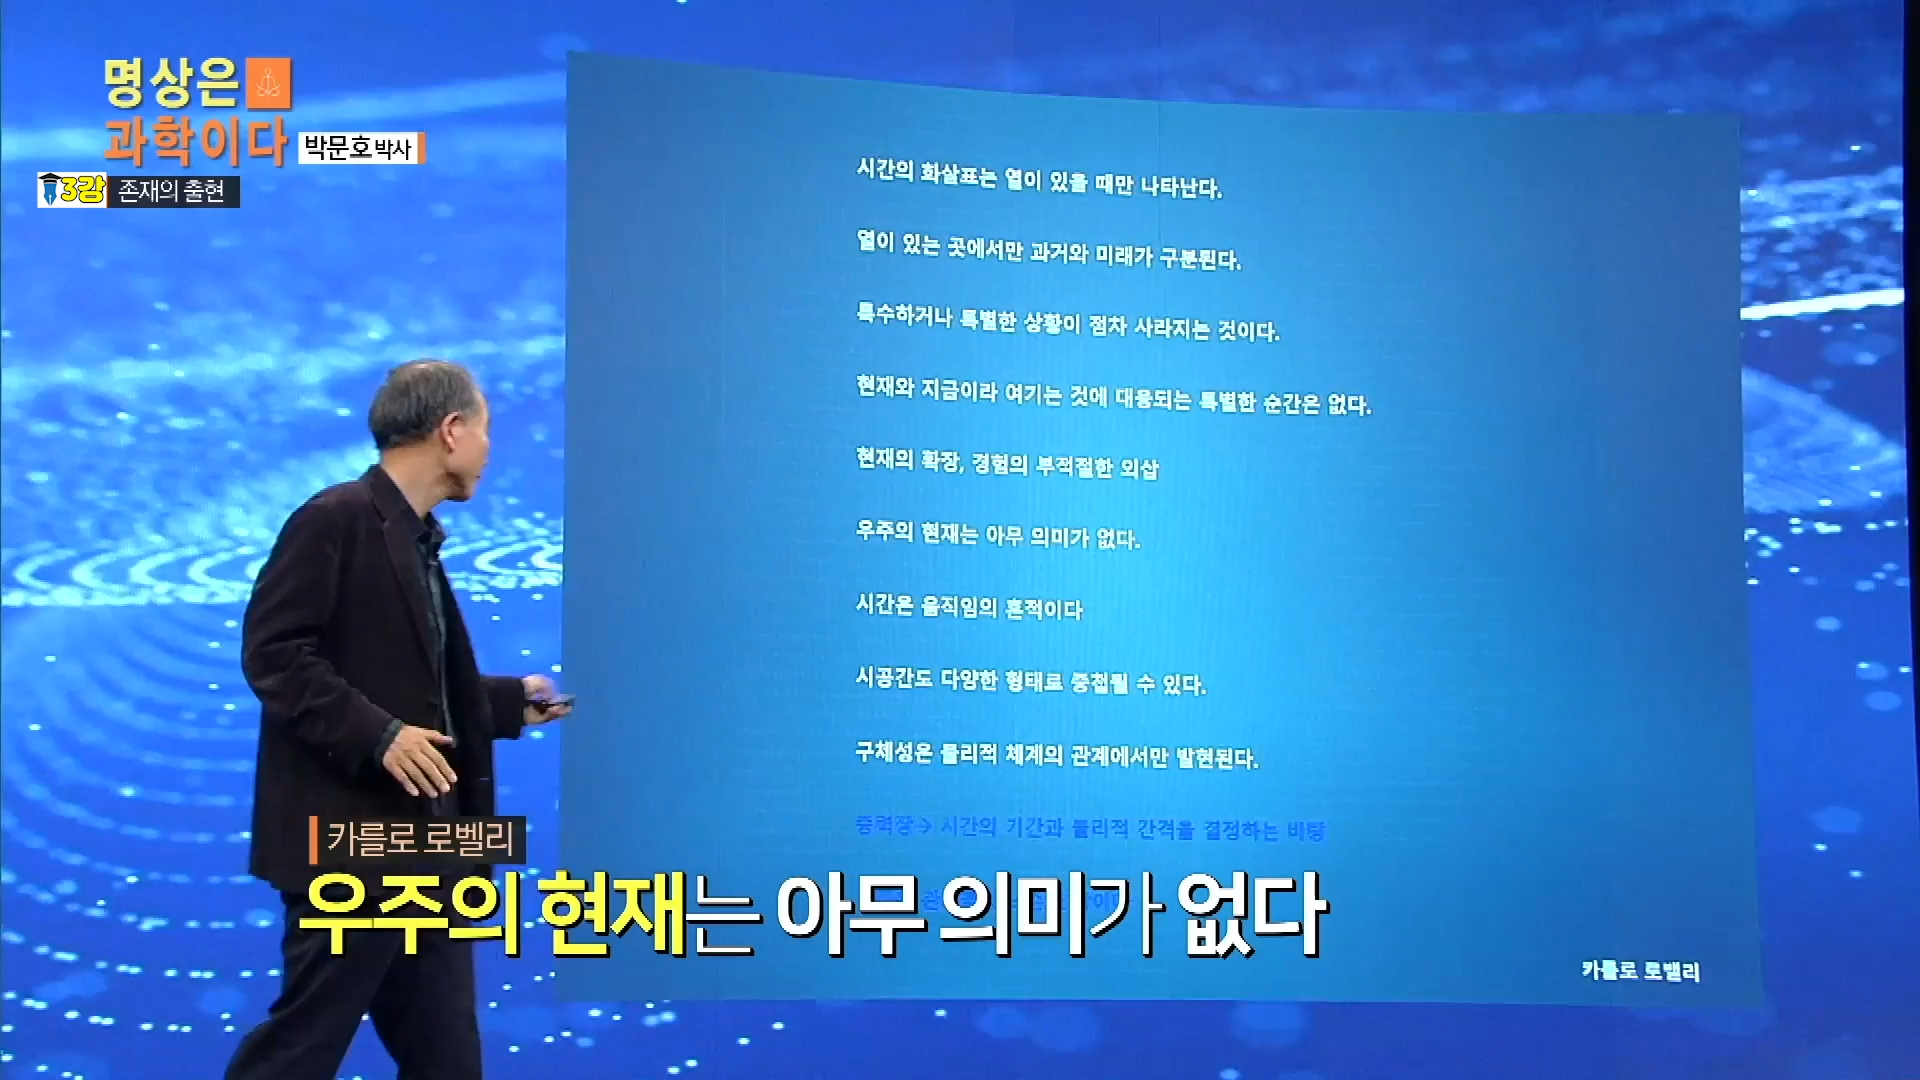 명상은
과학이다 박문호 박사
3강 존재의 출현
시간의 화살표는 열이 있을 때만 나타난다.
열이 있는 곳에서만 과거와 미래가 구분된다.
특수하거나 특별한 상황이 점차 사라지는 것이다.
현재와 지금이라 여기는 것에 대응되는 특별한 순간은 없다.
현재의 확장, 경험의 부적절한 외삽
우주의 현재는 아무 의미가 없다.
시간은 움직임의 흔적이다
시공간도 다양한 형태로 중첩될 수 있다.
구체성은 물리적 체계의 관계에서만 발현된다.
중력장→ 시간의 기간과 물리적 간격을 결정하는 바탕
카를로 로벨리
우주의 현재는 아무 의미가 없다
카를로 로벨리